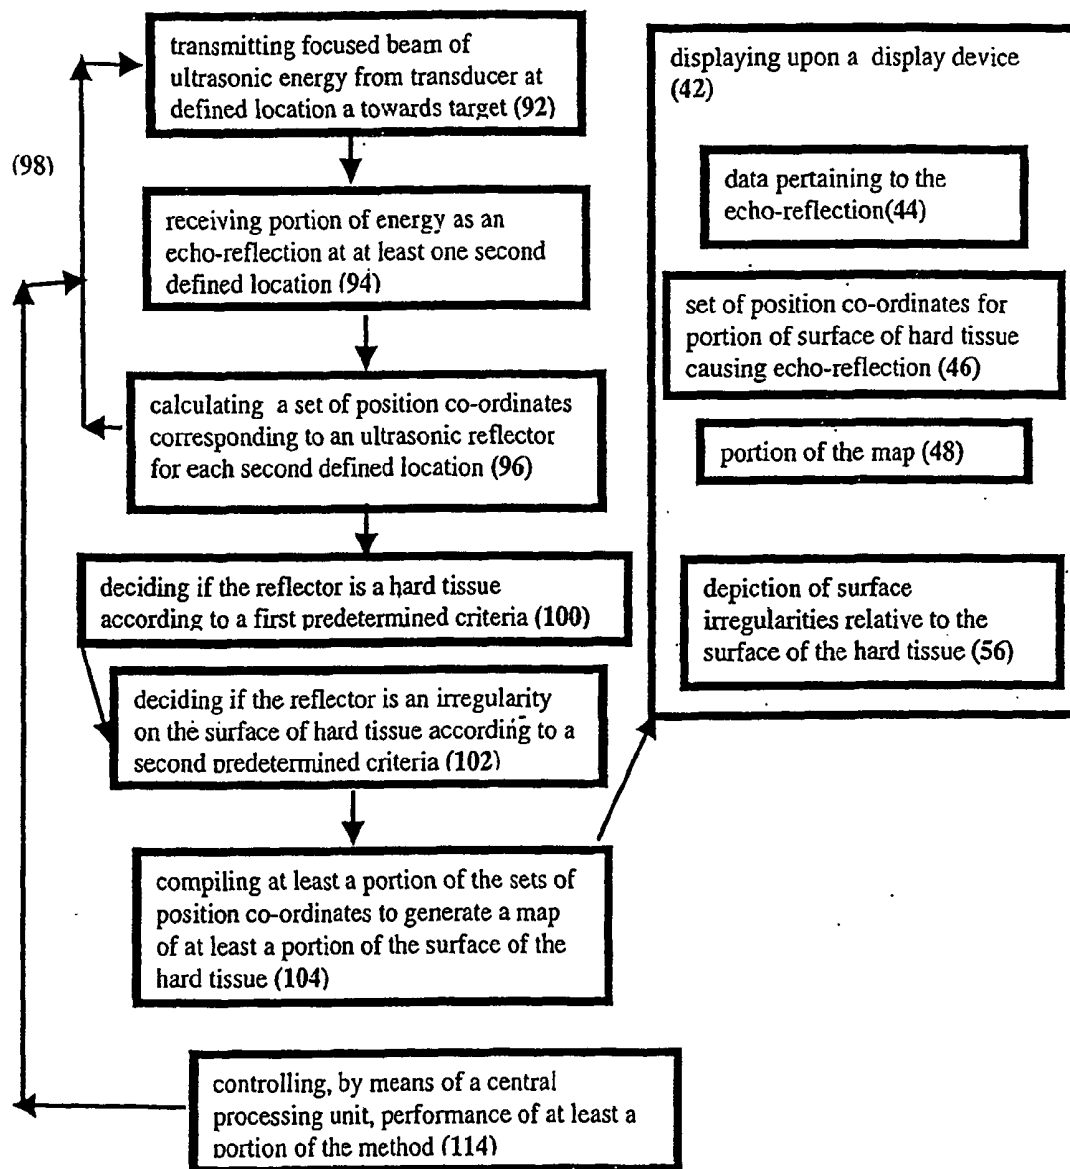 transmitting focused beam of
ultrasonic energy from transducer at
defined location a towards target (92)
(98)
receiving portion of energy as an
echo-reflection at at least one second
defined location (94)
calculating a set of position co-ordinates
corresponding to an ultrasonic reflector
for each second defined location (96)
deciding if the reflector is a hard tissue
according to a first predetermined criteria (100)
deciding if the reflector is an irregularity
on the surface of hard tissue according to a
second predetermined criteria (102)
compiling at least a portion of the sets of
position co-ordinates to generate a map
of at least a portion of the surface of the
hard tissue (104)
controlling, by means of a central
processing unit, performance of at least a
portion of the method (114)
displaying upon a display device
(42)
data pertaining to the
echo-reflection(44)
set of position co-ordinates for
portion of surface of hard tissue
causing echo-reflection (46)
portion of the map (48)
depiction of surface
irregularities relative to the
surface of the hard tissue (56)